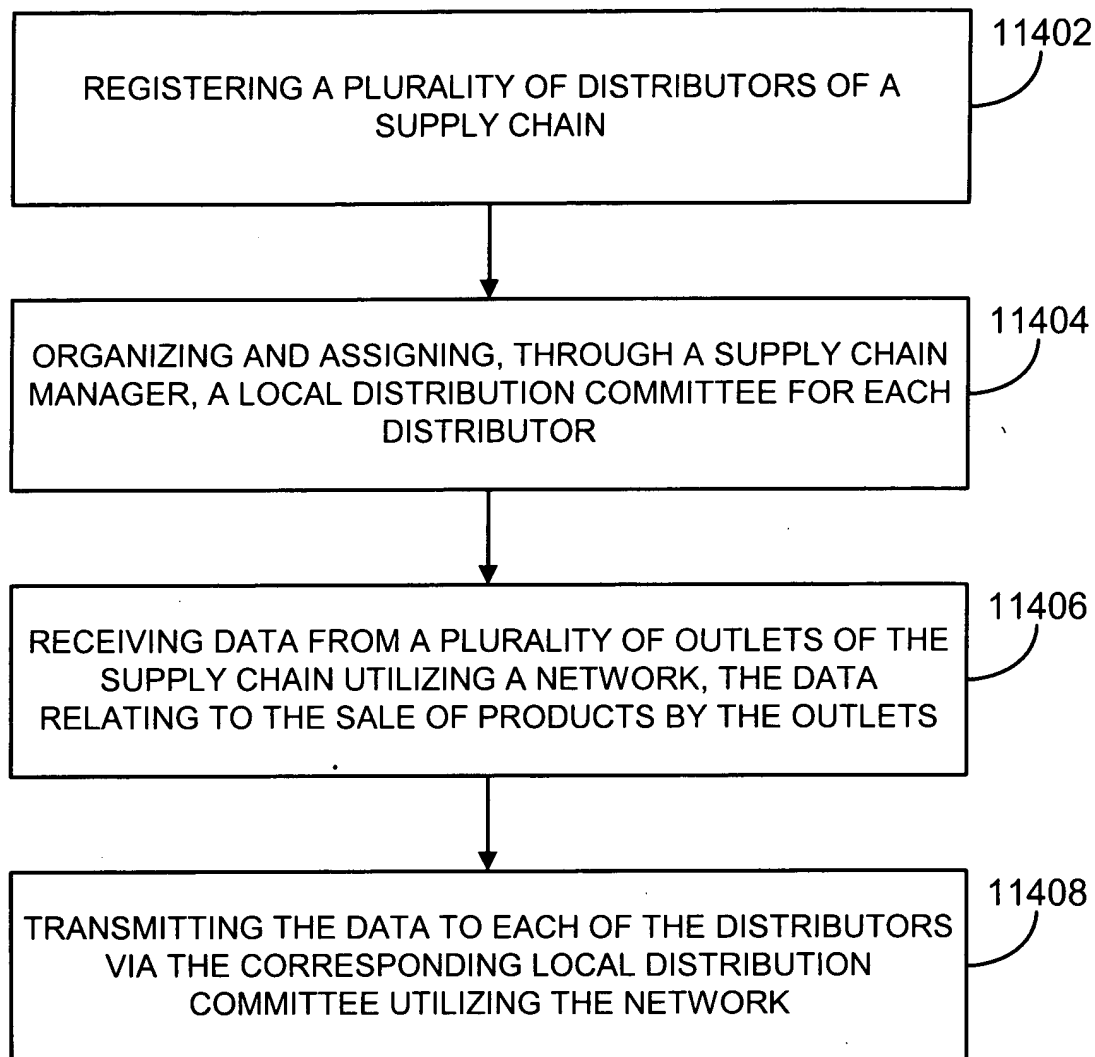 11402
REGISTERING A PLURALITY OF DISTRIBUTORS OF A
SUPPLY CHAIN
11404
ORGANIZING AND ASSIGNING, THROUGH A SUPPLY CHAIN
MANAGER, A LOCAL DISTRIBUTION COMMITTEE FOR EACH
DISTRIBUTOR
11406
RECEIVING DATA FROM A PLURALITY OF OUTLETS OF THE
SUPPLY CHAIN UTILIZING A NETWORK, THE DATA
RELATING TO THE SALE OF PRODUCTS BY THE OUTLETS
11408
TRANSMITTING THE DATA TO EACH OF THE DISTRIBUTORS
VIA THE CORRESPONDING LOCAL DISTRIBUTION
COMMITTEE UTILIZING THE NETWORK